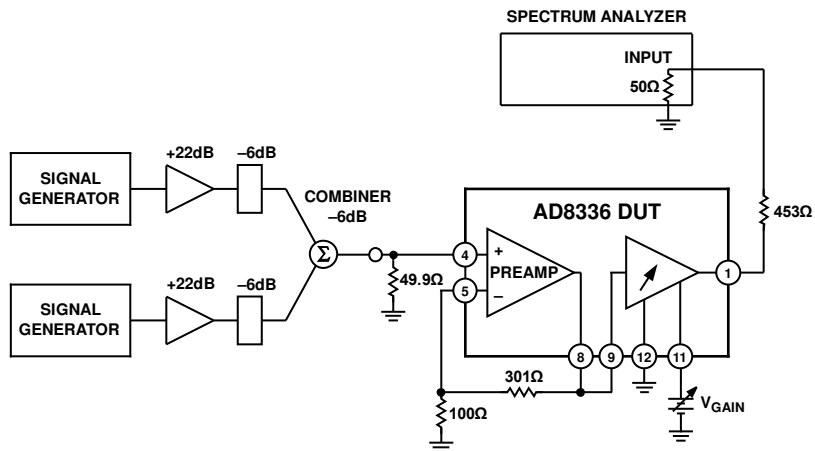 SPECTRUM ANALYZER
INPUT
50Ω
+22dB
–6dB
SIGNAL
GENERATOR
COMBINER
–6dB
Σ
AD8336 DUT
453Ω
4
+
PREAMP
1
49.9Ω
5
–
+22dB
–6dB
SIGNAL
GENERATOR
8
9
12
11
301Ω
100Ω
VGAIN